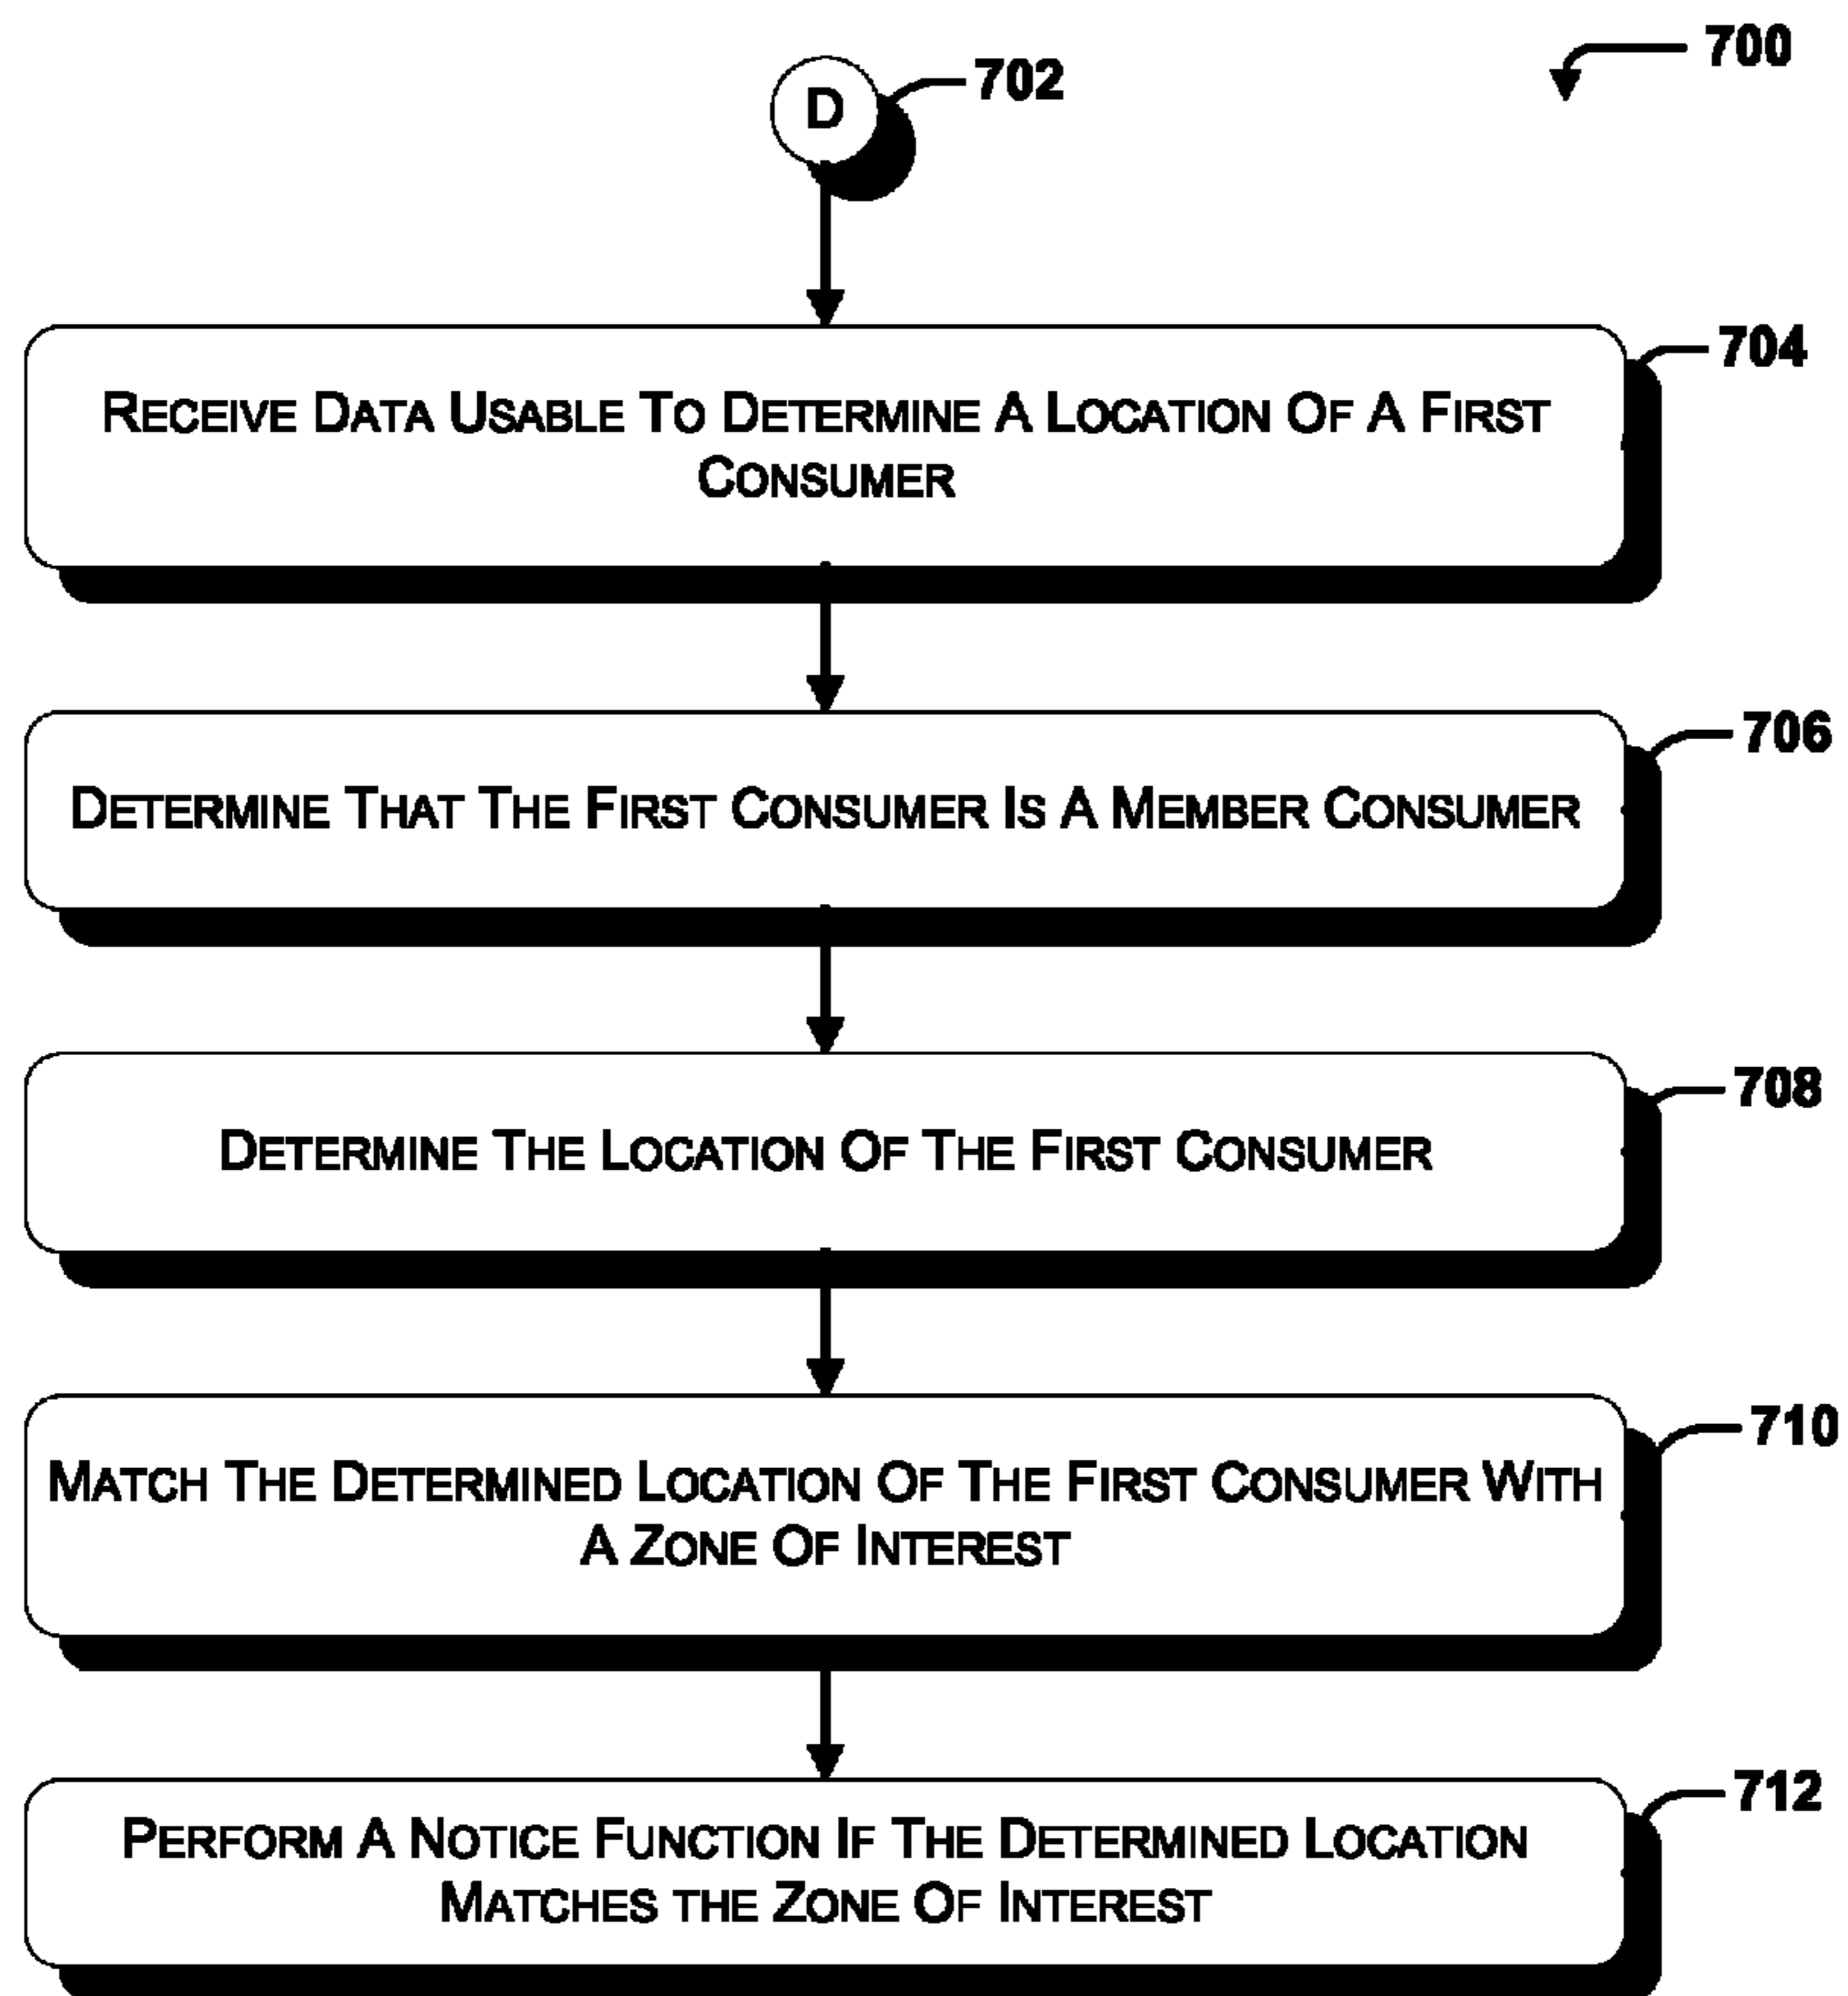 700
D
702
704
RECEIVE DATA USABLE TO DETERMINE A LOCATION OF A FIRST
CONSUMER
706
DETERMINE THAT THE FIRST CONSUMER IS A MEMBER CONSUMER
708
DETERMINE THE LOCATION OF THE FIRST CONSUMER
710
MATCH THE DETERMINED LOCATION OF THE FIRST CONSUMER WITH
A ZONE OF INTEREST
712
PERFORM A NOTICE FUNCTION IF THE DETERMINED LOCATION
MATCHES THE ZONE OF INTEREST